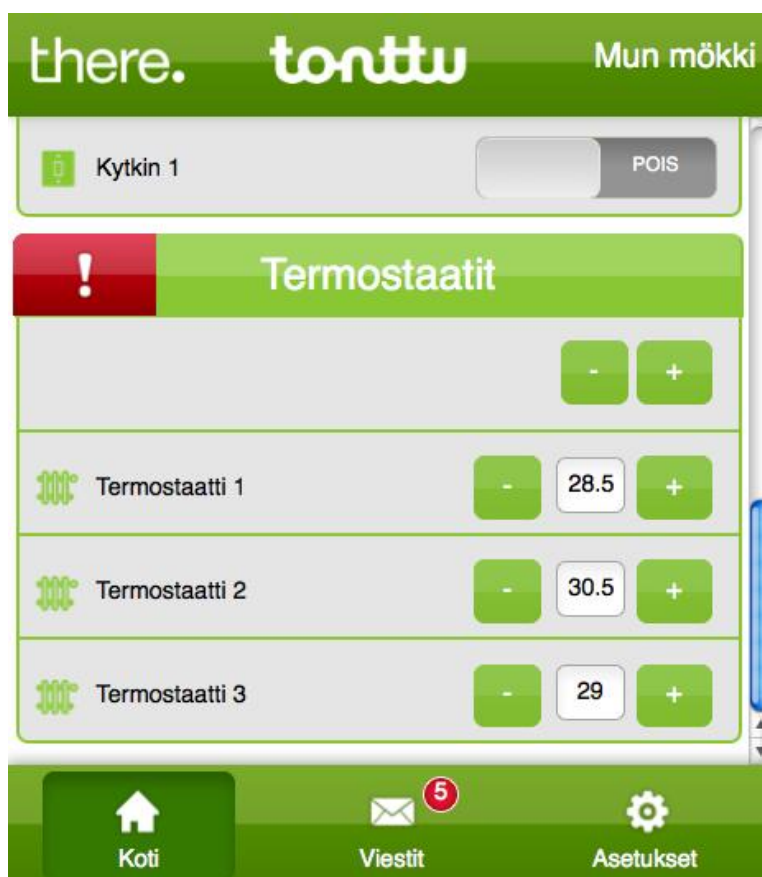 there. tonttu Mun mökki
Kytkin 1 POIS
! Termostaatit
- +
Termostaatti 1 - 28.5 +
Termostaatti 2 - 30.5 +
Termostaatti 3 - 29 +
5
Koti Viestit Asetukset